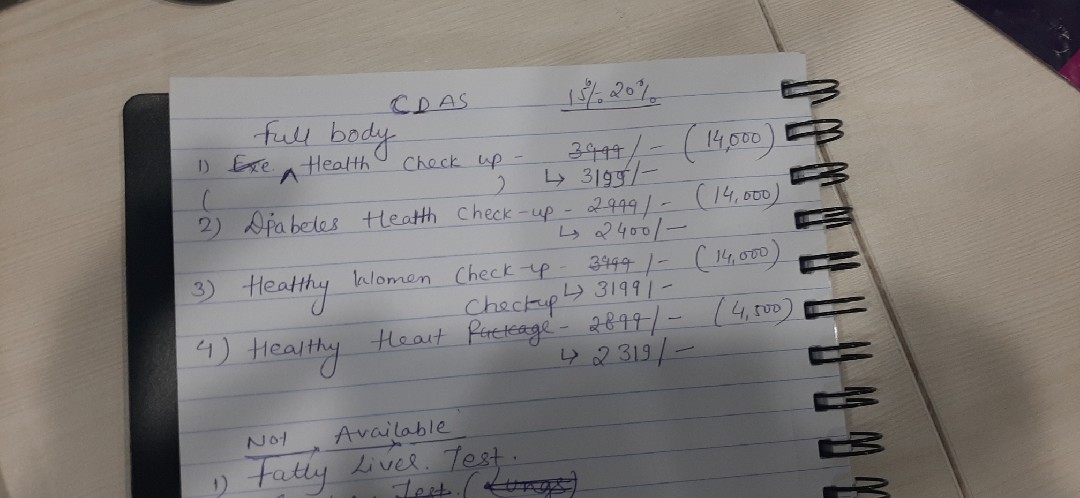 CDAS 15%. 20%
full body
1) Exe Health Check up - 3999/- (14,000)
( ) ↳ 3199/-
2) Diabetes Health Check-up - 2999/- (14,000)
↳ 2400/-
3) Healthy Women Check-up - 3999/- (14,000)
↳ 3199/-
Checkup
4) Healthy Heart Package - 2899/- (4,500)
↳ 2319/-
Not Available
1) Fatty Liver. Test.
Test. (Lungs)